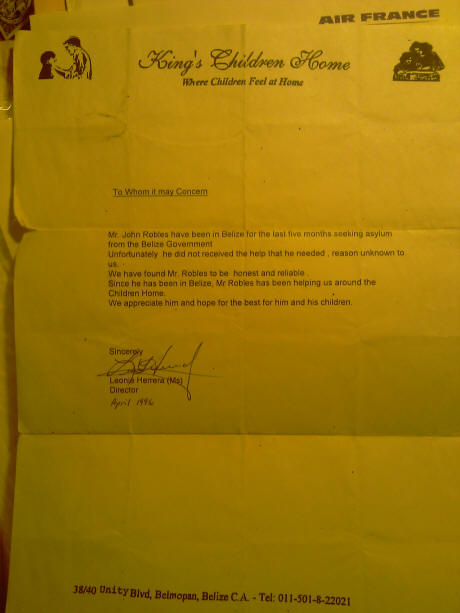 AIR FRANCE
King's Children Home
Where Children Feel at Home
To Whom it may Concern
Mr. John Robles have been in Belize for the last five months seeking asylum
from the Belize Government
Unfortunately he did not received the help that he needed , reason unknown to
us.
We have found Mr. Robles to be honest and reliable .
Since he has been in Belize, Mr Robles has been helping us around the
Children Home.
We appreciate him and hope for the best for him and his children.
Sincerely
Leonie Herrera (Ms)
Director
April 1996
38/40 Unity Blvd, Belmopan, Belize C.A. - Tel: 011-501-8-22021